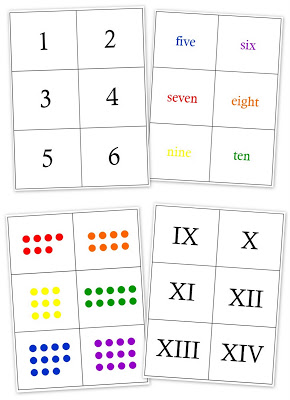 1 2
3 4
5 6
five six
seven eight
nine ten
IX X
XI XII
XIII XIV